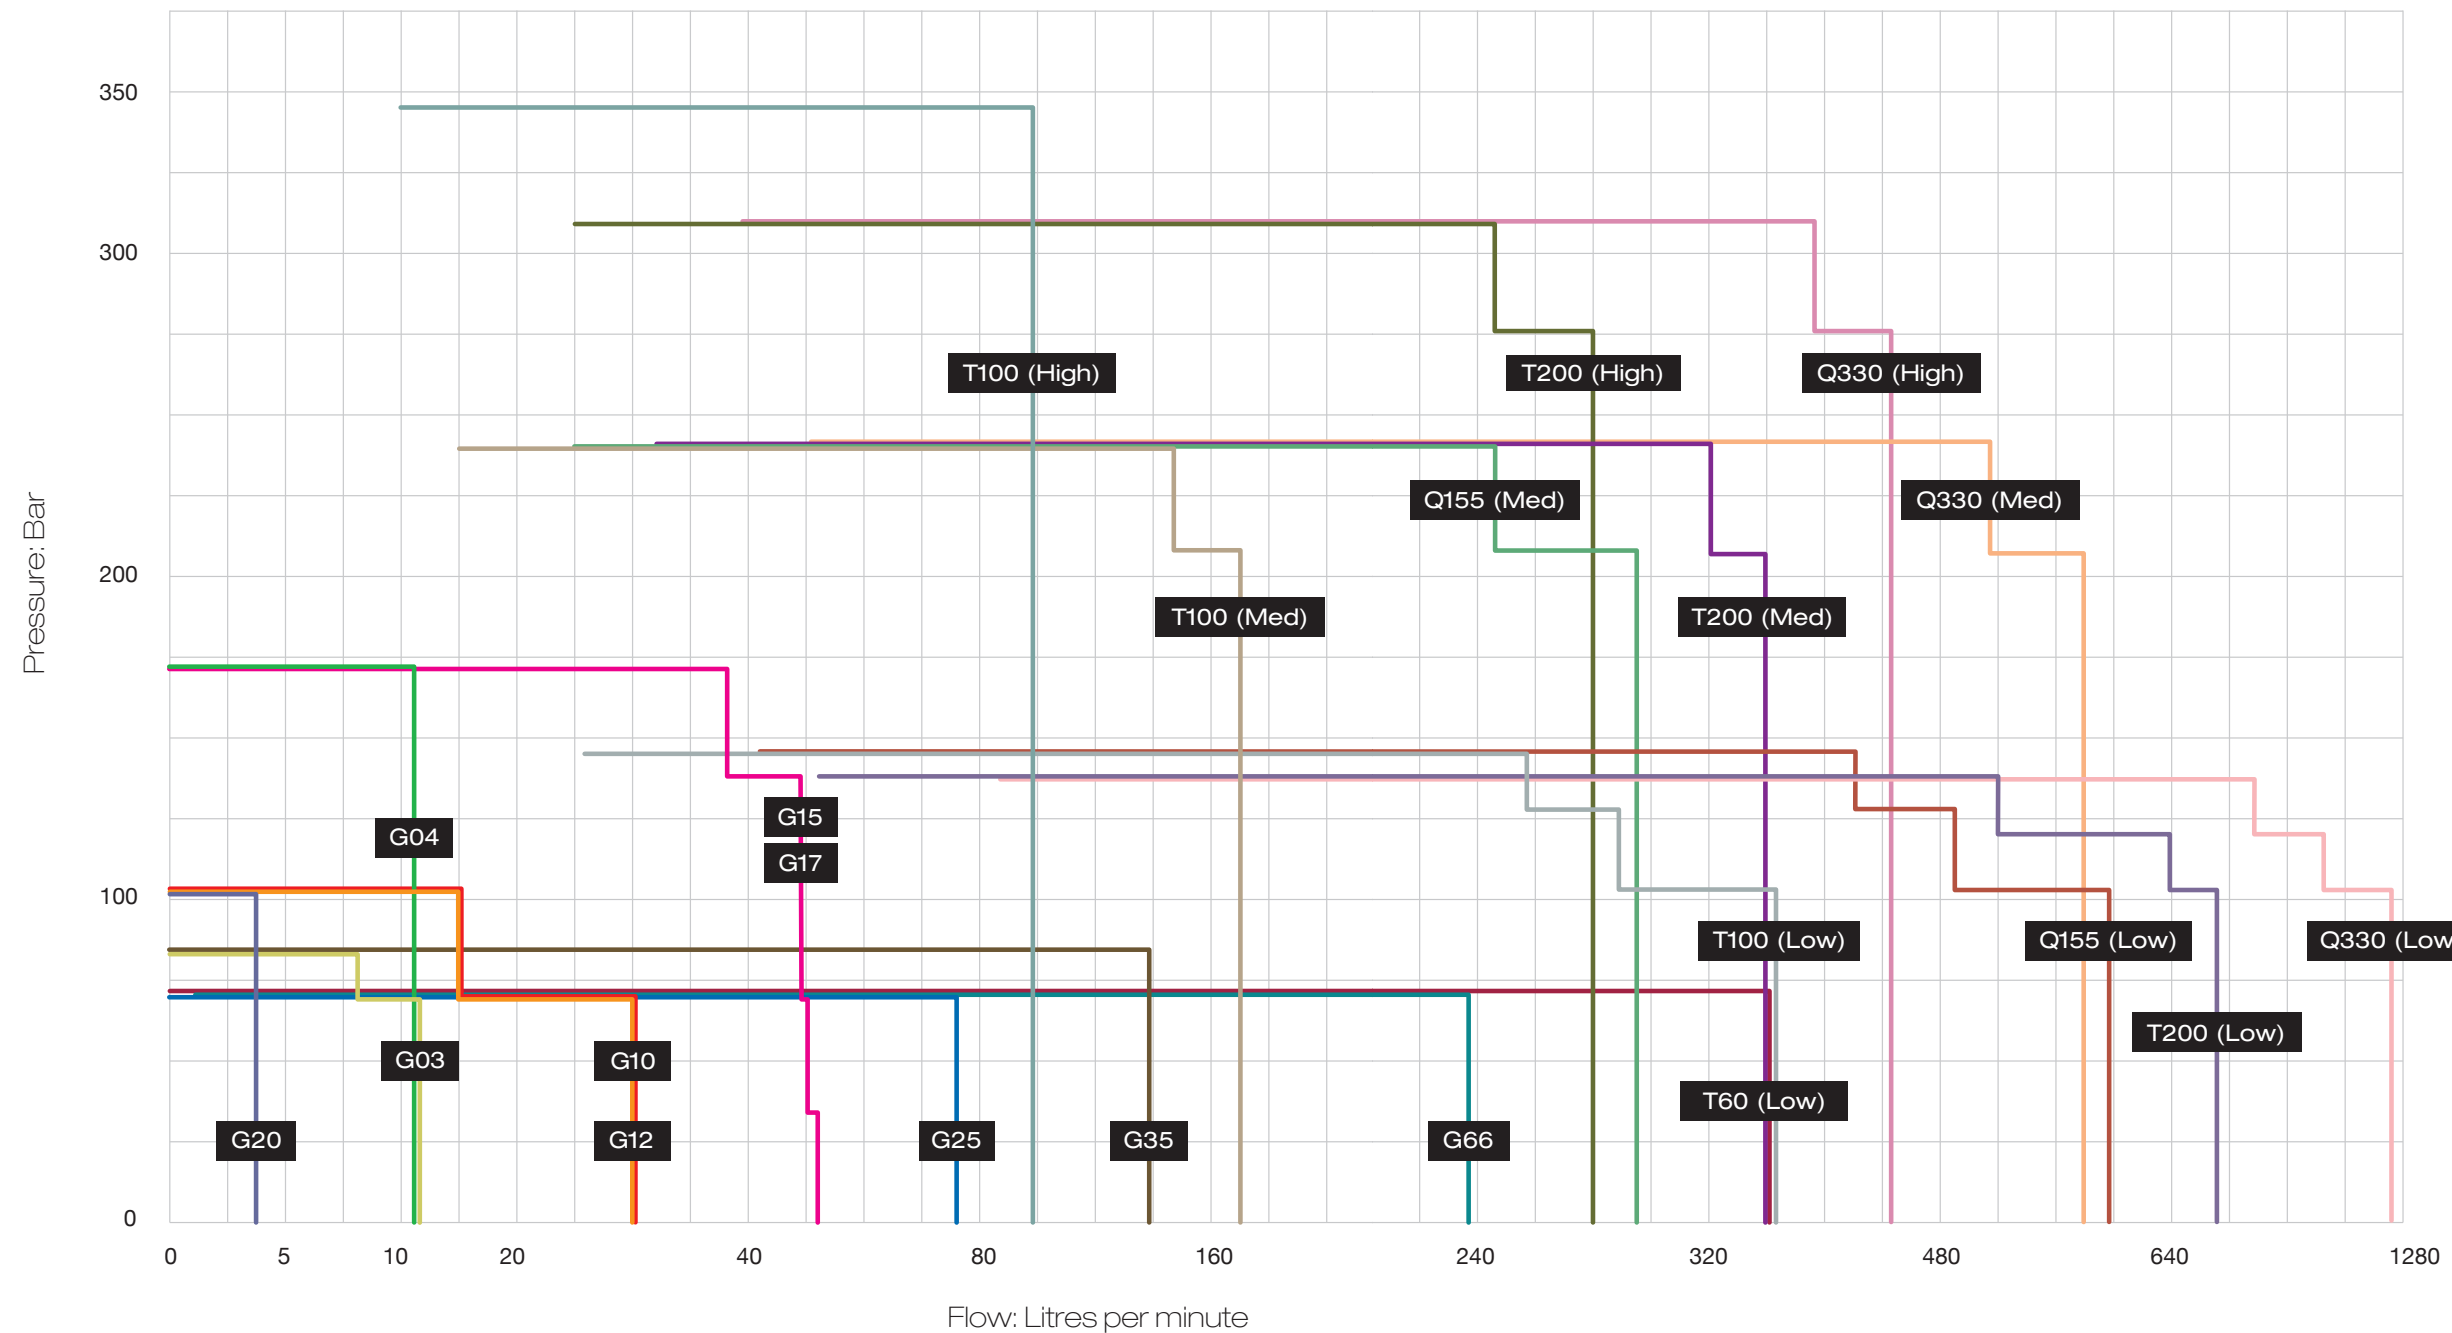 350
300
T100 (High)
T200 (High)
Q330 (High)
Q155 (Med)
Q330 (Med)
Pressure: Bar
200
T100 (Med)
T200 (Med)
G15
G04
G17
100
T100 (Low)
Q155 (Low)
Q330 (Low
T200 (Low)
G03
G10
T60 (Low)
G20
G12
G25
G35
G66
0
0 5 10 20 40 80 160 240 320 480 640 1280
Flow: Litres per minute